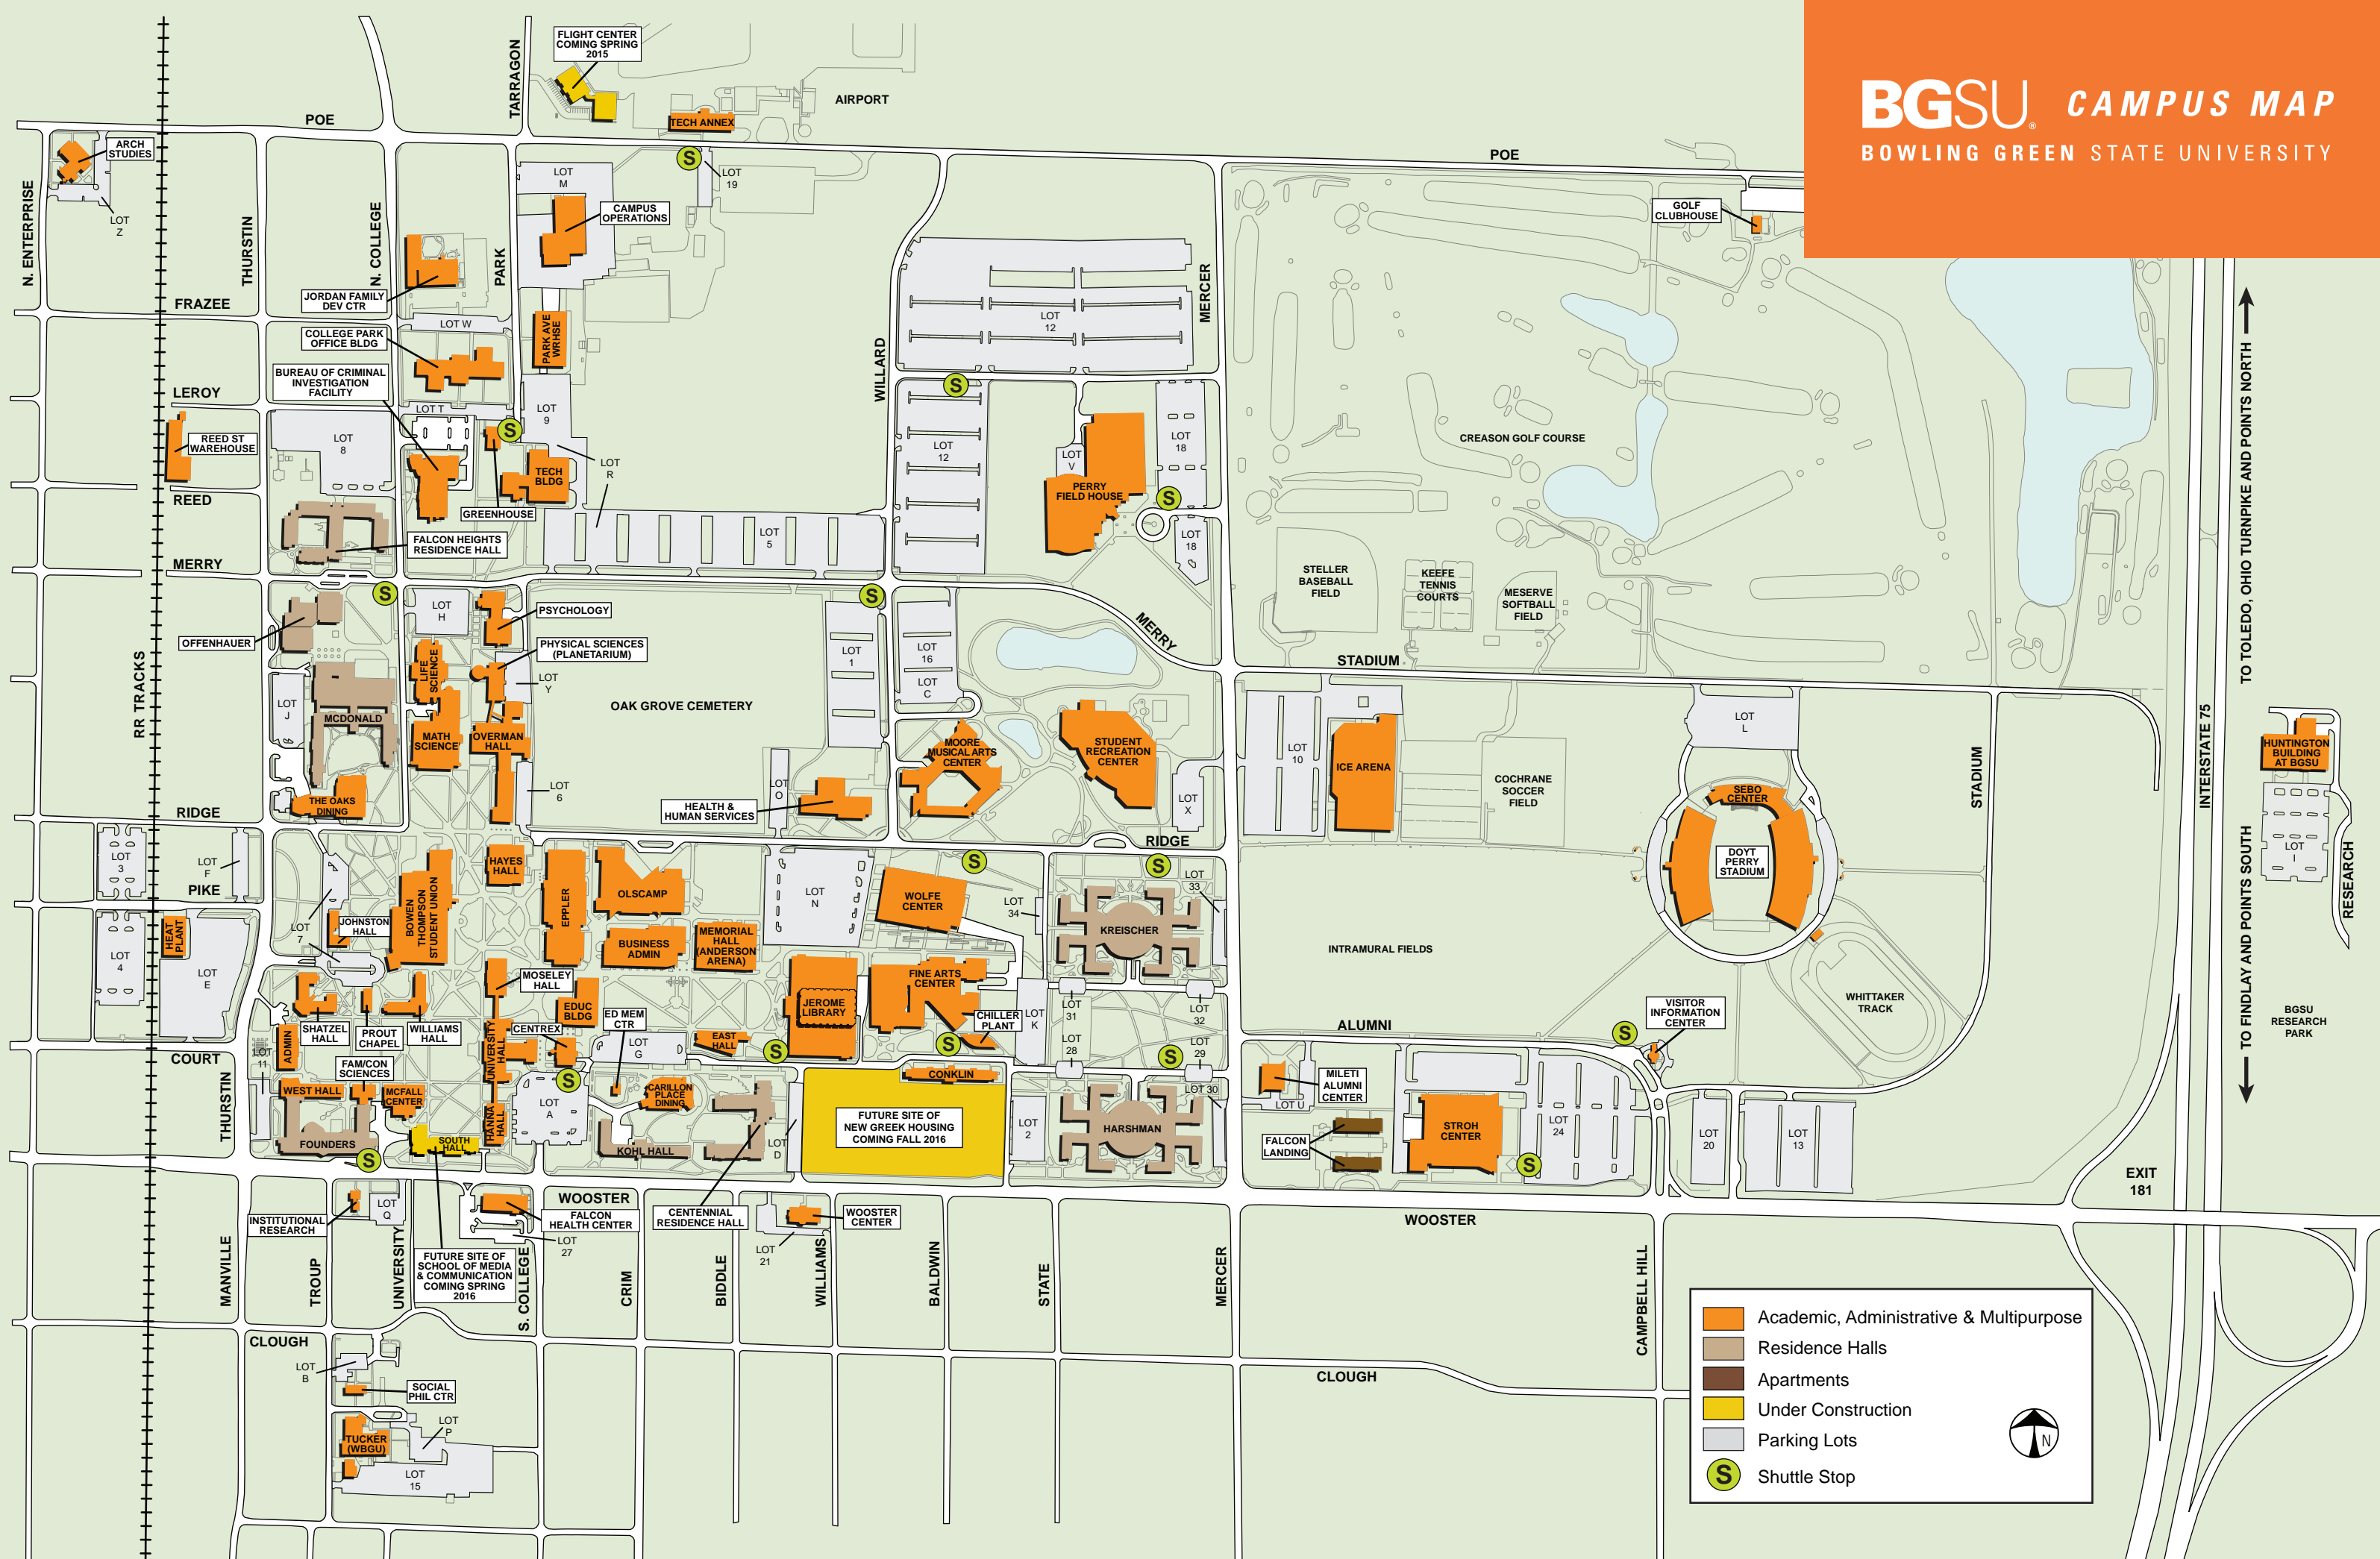 BGSU® CAMPUS MAP
BOWLING GREEN STATE UNIVERSITY
FLIGHT CENTER
COMING SPRING
2015
TARRAGON
AIRPORT
TECH ANNEX
POE
POE
ARCH
STUDIES
LOT
Z
N. ENTERPRISE
THURSTIN
N. COLLEGE
PARK
LOT
M
S
LOT
19
CAMPUS
OPERATIONS
GOLF
CLUBHOUSE
JORDAN FAMILY
DEV CTR
FRAZEE
LOT W
COLLEGE PARK
OFFICE BLDG
PARK AVE
WRHSE
WILLARD
LOT
12
MERCER
BUREAU OF CRIMINAL
INVESTIGATION
FACILITY
LEROY
LOT T
LOT
9
S
S
REED ST
WAREHOUSE
LOT
8
LOT
R
TECH
BLDG
LOT
12
LOT
V
LOT
18
CREASON GOLF COURSE
PERRY
FIELD HOUSE
S
REED
GREENHOUSE
LOT
5
LOT
18
FALCON HEIGHTS
RESIDENCE HALL
MERRY
S
S
STELLER
BASEBALL
FIELD
KEEFE
TENNIS
COURTS
MESERVE
SOFTBALL
FIELD
LOT
H
PSYCHOLOGY
OFFENHAUER
PHYSICAL SCIENCES
(PLANETARIUM)
LIFE
SCIENCE
LOT
Y
LOT
1
LOT
16
LOT
C
MERRY
STADIUM
RR TRACKS
LOT
J
MCDONALD
OAK GROVE CEMETERY
MATH
SCIENCE
OVERMAN
HALL
MOORE
MUSICAL ARTS
CENTER
STUDENT
RECREATION
CENTER
LOT
10
ICE ARENA
COCHRANE
SOCCER
FIELD
LOT
L
STADIUM
INTERSTATE 75
TO TOLEDO, OHIO TURNPIKE AND POINTS NORTH
HUNTINGTON
BUILDING
AT BGSU
THE OAKS
DINING
LOT
6
LOT
O
HEALTH &
HUMAN SERVICES
LOT
X
SEBO
CENTER
RIDGE
RIDGE
LOT
3
LOT
F
PIKE
HAYES
HALL
EPPLER
OLSCAMP
LOT
N
S
S
WOLFE
CENTER
LOT
34
LOT
33
KREISCHER
DOYT
PERRY
STADIUM
LOT
I
RESEARCH
BOWEN
THOMPSON
STUDENT UNION
JOHNSTON
HALL
LOT
7
HEAT
PLANT
LOT
4
LOT
E
BUSINESS
ADMIN
MEMORIAL
HALL
(ANDERSON
ARENA)
INTRAMURAL FIELDS
TO FINDLAY AND POINTS SOUTH
MOSELEY
HALL
EDUC
BLDG
JEROME
LIBRARY
FINE ARTS
CENTER
LOT
K
LOT
31
LOT
32
WHITTAKER
TRACK
BGSU
RESEARCH
PARK
SHATZEL
HALL
PROUT
CHAPEL
WILLIAMS
HALL
UNIVERSITY
HALL
CENTREX
ED MEM
CTR
LOT
G
EAST
HALL
S
CHILLER
PLANT
S
LOT
28
S
LOT
29
ALUMNI
S
VISITOR
INFORMATION
CENTER
COURT
LOT
11
ADMIN
FAM/CON
SCIENCES
WEST HALL
MCFALL
CENTER
S
LOT
A
CARILLON
PLACE
DINING
CONKLIN
LOT 30
MILETI
ALUMNI
CENTER
LOT U
THURSTIN
FOUNDERS
SOUTH
HALL
HANNA
HALL
KOHL HALL
LOT
D
FUTURE SITE OF
NEW GREEK HOUSING
COMING FALL 2016
LOT
2
HARSHMAN
FALCON
LANDING
STROH
CENTER
S
LOT
24
LOT
20
LOT
13
EXIT
181
S
WOOSTER
WOOSTER
INSTITUTIONAL
RESEARCH
LOT
Q
FALCON
HEALTH CENTER
LOT
27
CENTENNIAL
RESIDENCE HALL
WOOSTER
CENTER
LOT
21
FUTURE SITE OF
SCHOOL OF MEDIA
& COMMUNICATION
COMING SPRING
2016
MANVILLE
TROUP
UNIVERSITY
S. COLLEGE
CRIM
BIDDLE
WILLIAMS
BALDWIN
STATE
MERCER
CAMPBELL HILL
CLOUGH
CLOUGH
LOT
B
SOCIAL
PHIL CTR
LOT
P
TUCKER
(WBGU)
LOT
15
Academic, Administrative & Multipurpose
Residence Halls
Apartments
Under Construction
Parking Lots
S Shuttle Stop
N